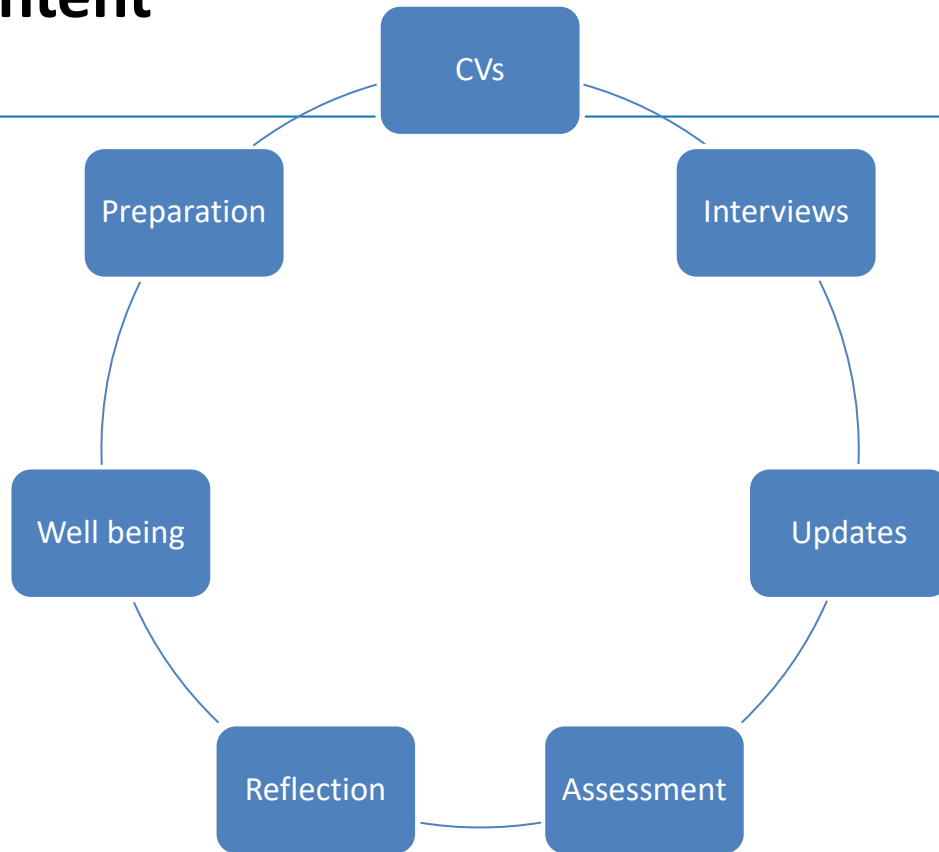 ntent
CVs
Interviews
Updates
Assessment
Reflection
Well being
Preparation